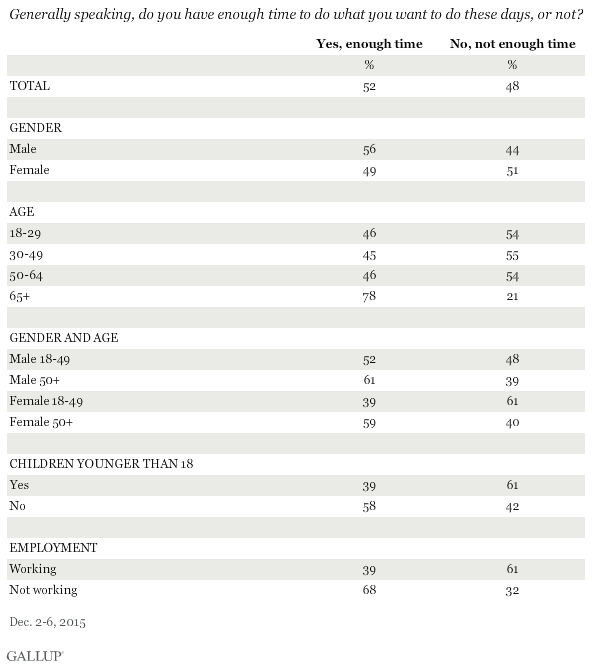 Generally speaking, do you have enough time to do what you want to do these days, or not?
Yes, enough time No, not enough time
% %
TOTAL 52 48
GENDER
Male 56 44
Female 49 51
AGE
18-29 46 54
30-49 45 55
50-64 46 54
65+ 78 21
GENDER AND AGE
Male 18-49 52 48
Male 50+ 61 39
Female 18-49 39 61
Female 50+ 59 40
CHILDREN YOUNGER THAN 18
Yes 39 61
No 58 42
EMPLOYMENT
Working 39 61
Not working 68 32
Dec. 2-6, 2015
GALLUP